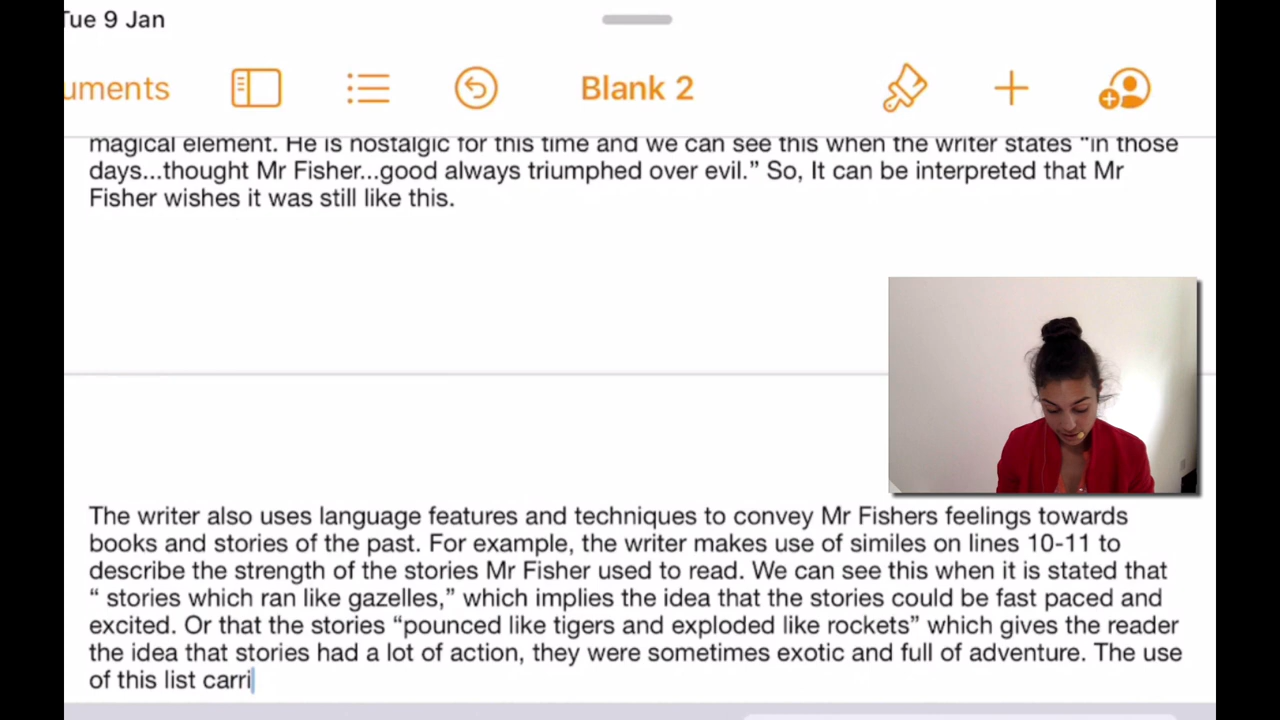 Tue 9 Jan
uments
Blank 2
magical element. He is nostalgic for this time and we can see this when the writer states “in those
days...thought Mr Fisher...good always triumphed over evil.” So, It can be interpreted that Mr
Fisher wishes it was still like this.
The writer also uses language features and techniques to convey Mr Fishers feelings towards
books and stories of the past. For example, the writer makes use of similes on lines 10-11 to
describe the strength of the stories Mr Fisher used to read. We can see this when it is stated that
“ stories which ran like gazelles,” which implies the idea that the stories could be fast paced and
excited. Or that the stories “pounced like tigers and exploded like rockets” which gives the reader
the idea that stories had a lot of action, they were sometimes exotic and full of adventure. The use
of this list carri